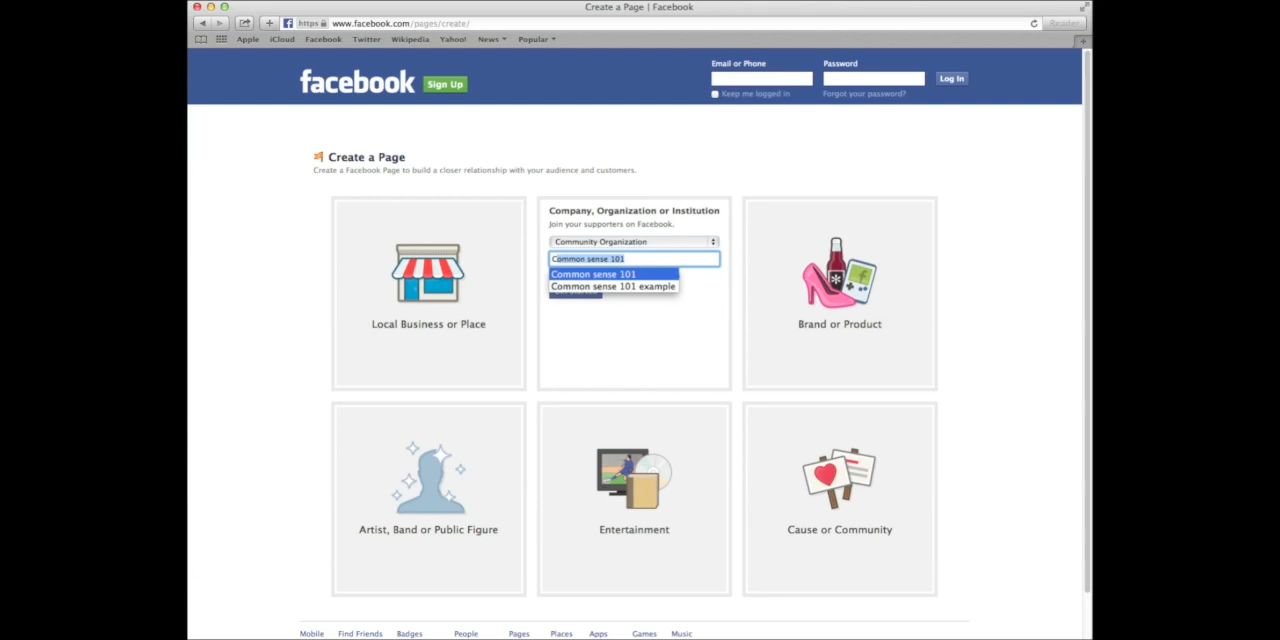 Create a Page | Facebook
https www.facebook.com/pages/create/
Reader
Apple iCloud Facebook Twitter Wikipedia Yahoo! News Popular
Email or Phone Password
facebook Sign Up
Log In
Keep me logged in Forgot your password?
Create a Page
Create a Facebook Page to build a closer relationship with your audience and customers.
Company, Organization or Institution
Join your supporters on Facebook.
Community Organization
Common sense 101
Common sense 101
Common sense 101 example
Local Business or Place
Brand or Product
Artist, Band or Public Figure
Entertainment
Cause or Community
Mobile Find Friends Badges People Pages Places Apps Games Music